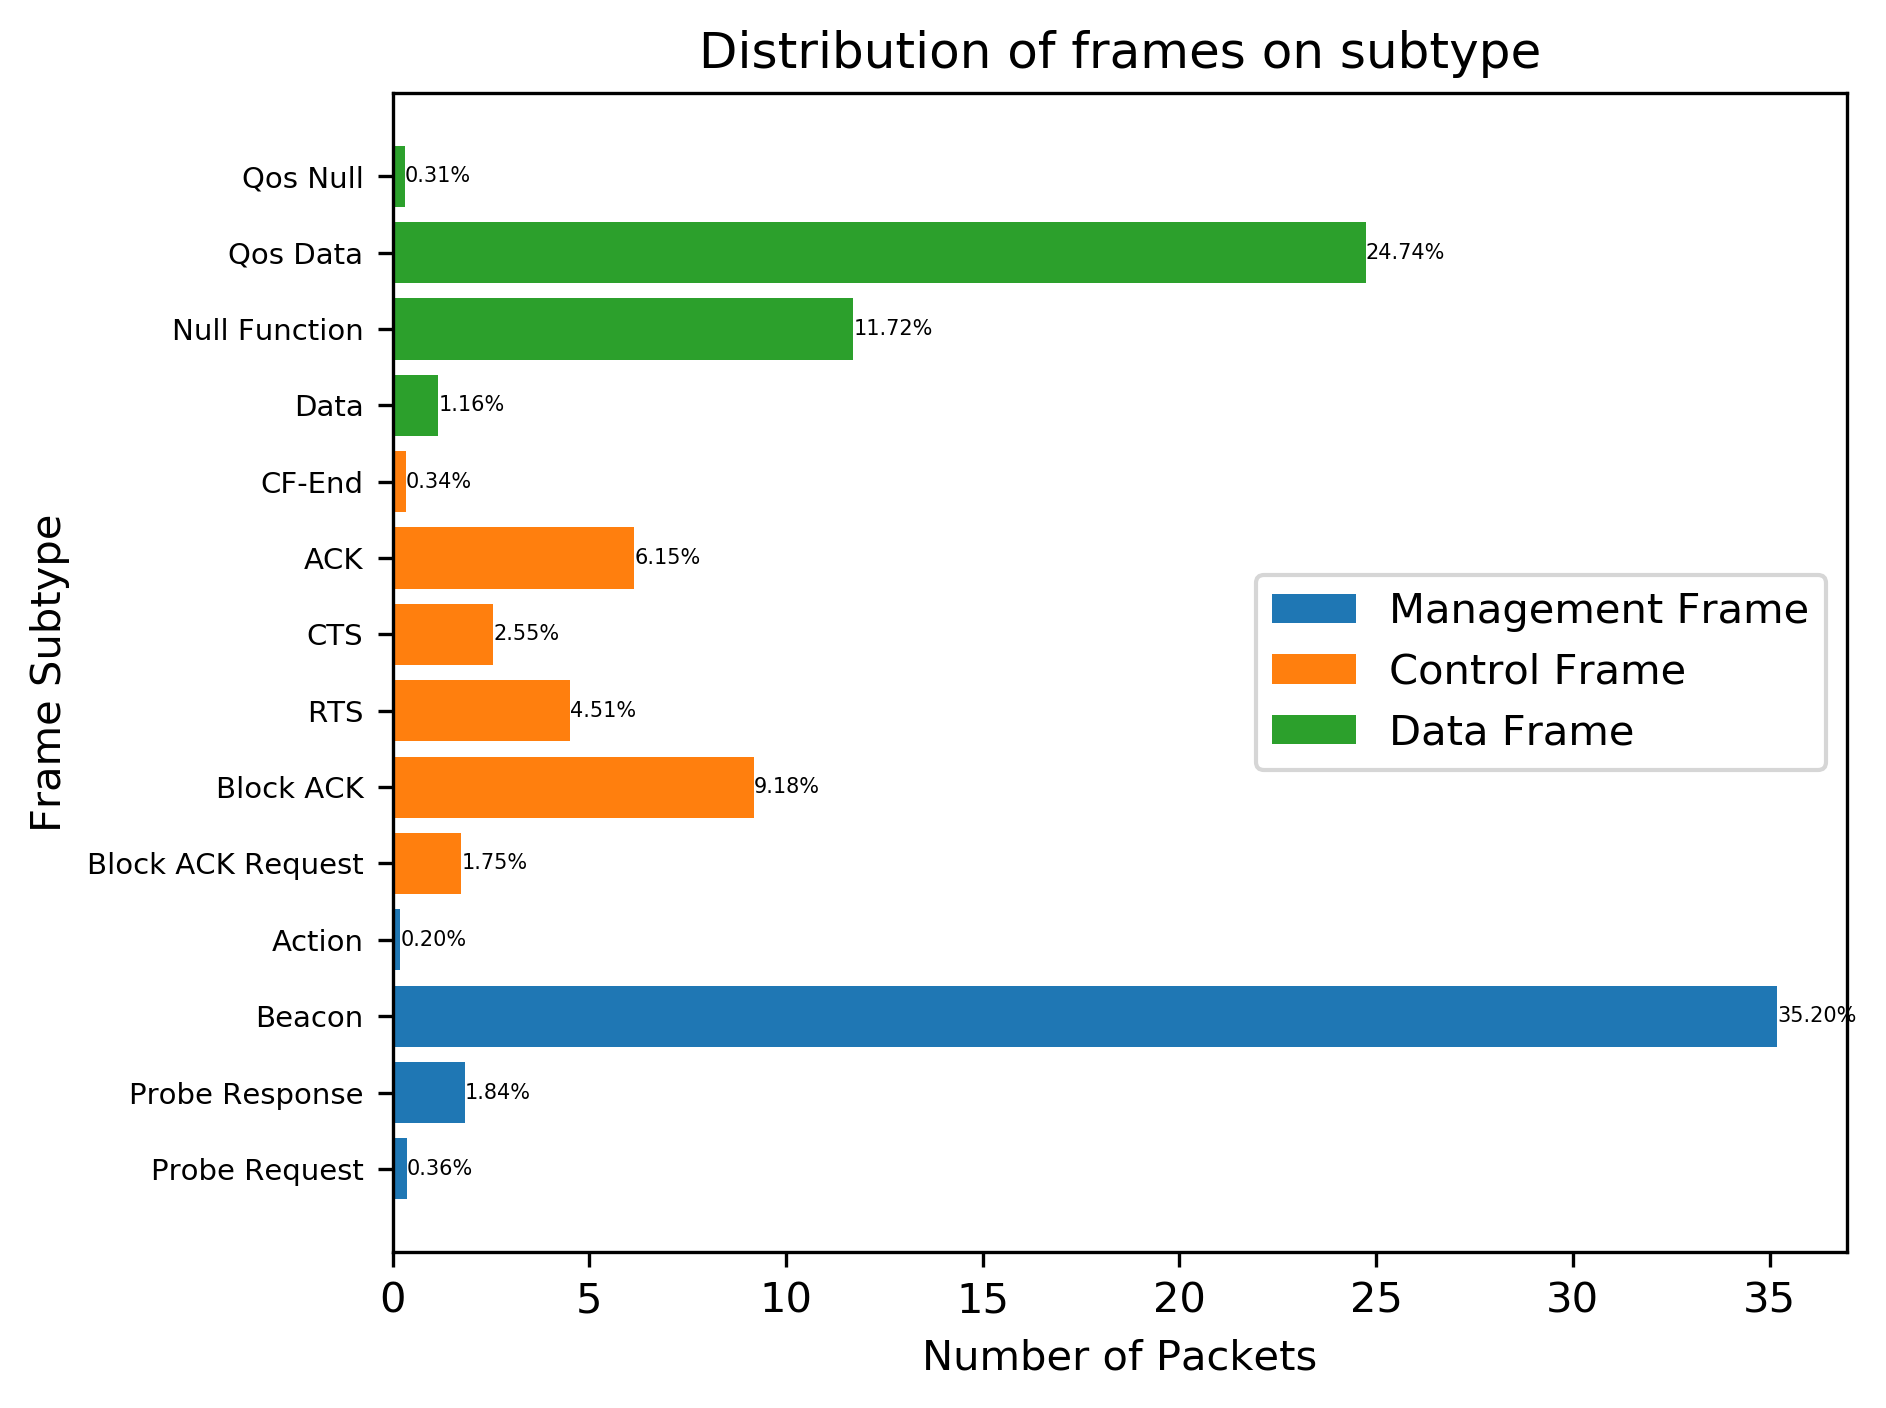 Distribution of frames on subtype
Frame Subtype
Qos Null 0.31%
Qos Data 24.74%
Null Function 11.72%
Data 1.16%
CF-End 0.34%
ACK 6.15%
CTS 2.55%
RTS 4.51%
Block ACK 9.18%
Block ACK Request 1.75%
Action 0.20%
Beacon 35.20%
Probe Response 1.84%
Probe Request 0.36%
Management Frame
Control Frame
Data Frame
0 5 10 15 20 25 30 35
Number of Packets